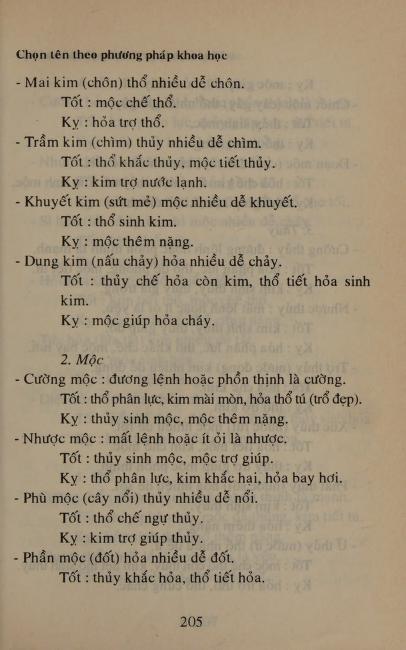 Chọn tên theo phương pháp khoa học
- Mai kim (chôn) thổ nhiều dễ chôn.
Tốt : mộc chế thổ.
Kỵ : hỏa trợ thổ.
- Trầm kim (chìm) thủy nhiều dễ chìm.
Tốt : thổ khắc thủy, mộc tiết thủy.
Kỵ : kim trợ nước lạnh.
- Khuyết kim (sứt mẻ) mộc nhiều dễ khuyết.
Tốt : thổ sinh kim.
Kỵ : mộc thêm nặng.
- Dung kim (nấu chảy) hỏa nhiều dễ chảy.
Tốt : thủy chế hỏa còn kim, thổ tiết hỏa sinh
kim.
Kỵ : mộc giúp hỏa cháy.
2. Mộc
- Cường mộc : đương lệnh hoặc phồn thịnh là cường.
Tốt : thổ phân lực, kim mài mòn, hỏa thổ tú (trổ đẹp).
Kỵ : thủy sinh mộc, mộc thêm nặng.
- Nhược mộc : mất lệnh hoặc ít ỏi là nhược.
Tốt : thủy sinh mộc, mộc trợ giúp.
Kỵ : thổ phân lực, kim khắc hại, hỏa bay hơi.
- Phù mộc (cây nổi) thủy nhiều dễ nổi.
Tốt : thổ chế ngự thủy.
Kỵ : kim trợ giúp thủy.
- Phần mộc (đốt) hỏa nhiều dễ đốt.
Tốt : thủy khắc hỏa, thổ tiết hỏa.
205